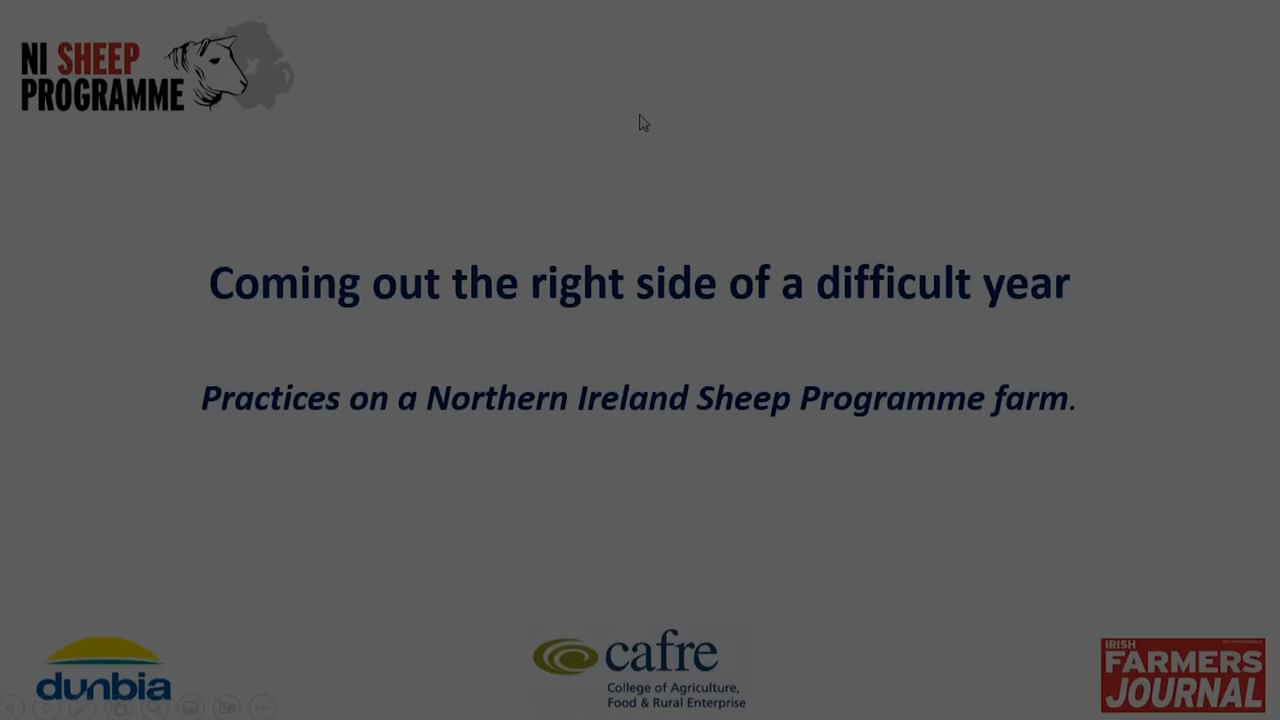 NI SHEEP
PROGRAMME
Coming out the right side of a difficult year
Practices on a Northern Ireland Sheep Programme farm.
dunbia
cafre
College of Agriculture,
Food & Rural Enterprise
IRISH
FARMERS
JOURNAL